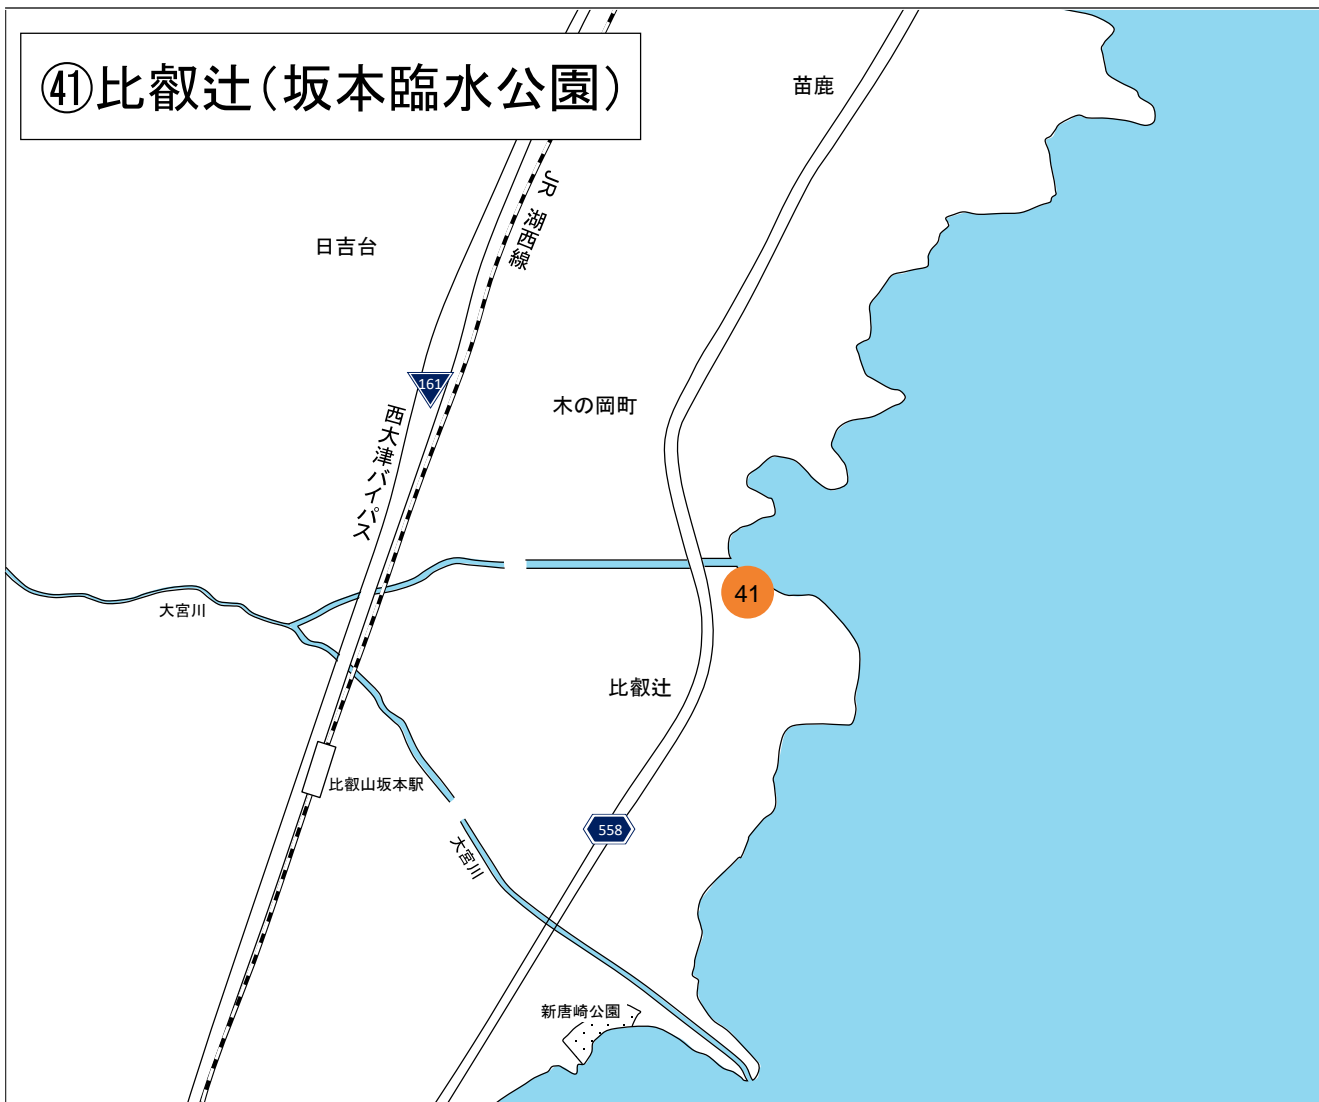 ㊶比叡辻(坂本臨水公園)
苗鹿
JR 湖西線
日吉台
161
木の岡町
西大津バイパス
41
大宮川
比叡辻
比叡山坂本駅
558
大宮川
新唐崎公園